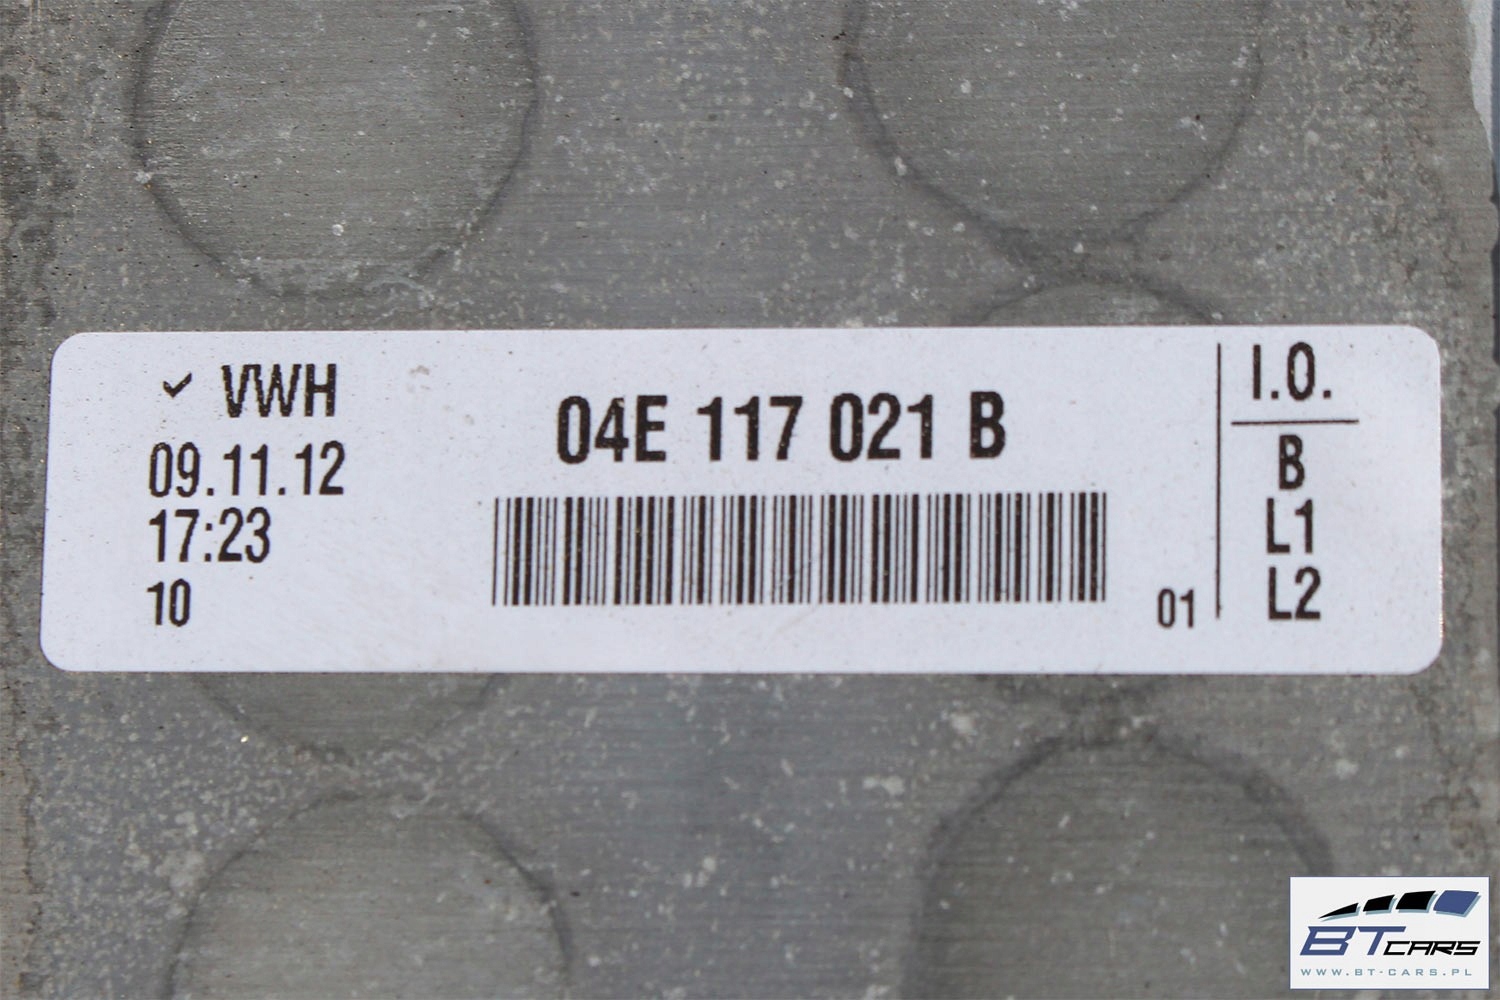 ✓ VWH
09.11.12
17:23
10
04E 117 021 B
01
I.O.
B
L1
L2
BT CARS
WWW.BT-CARS.PL